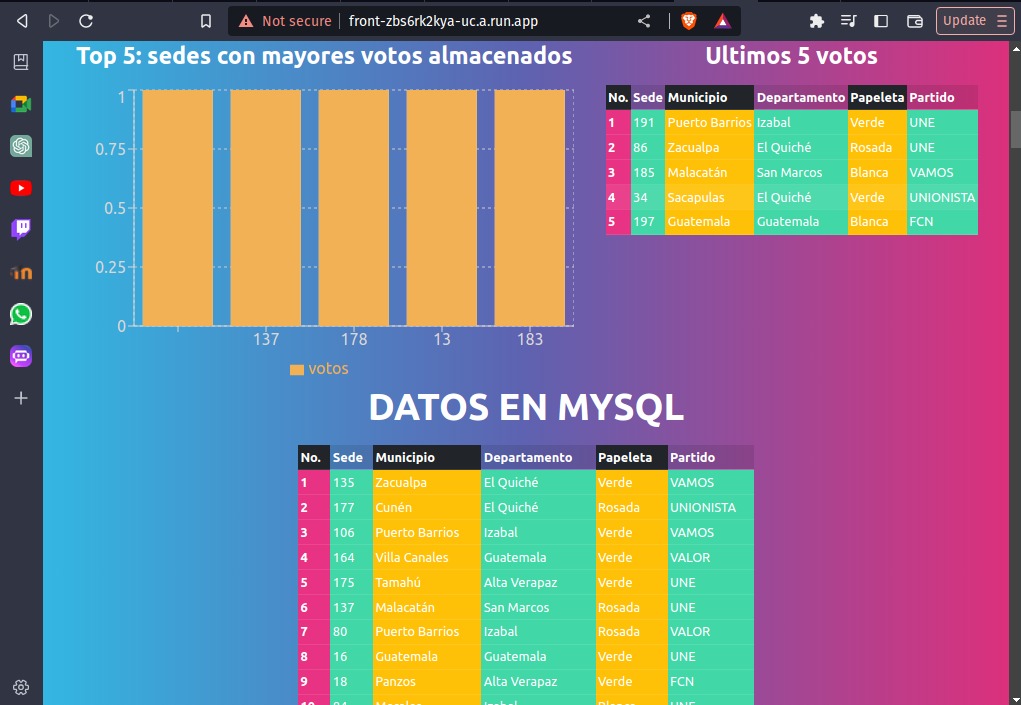 Not secure front-zbs6rk2kya-uc.a.run.app Update
Top 5: sedes con mayores votos almacenados
1
0.75
0.5
0.25
0
137 178 13 183
votos
Ultimos 5 votos
No. Sede Municipio Departamento Papeleta Partido
1 191 Puerto Barrios Izabal Verde UNE
2 86 Zacualpa El Quiché Rosada UNE
3 185 Malacatán San Marcos Blanca VAMOS
4 34 Sacapulas El Quiché Verde UNIONISTA
5 197 Guatemala Guatemala Blanca FCN
DATOS EN MYSQL
No. Sede Municipio Departamento Papeleta Partido
1 135 Zacualpa El Quiché Verde VAMOS
2 177 Cunén El Quiché Rosada UNIONISTA
3 106 Puerto Barrios Izabal Verde VAMOS
4 164 Villa Canales Guatemala Verde VALOR
5 175 Tamahú Alta Verapaz Verde UNE
6 137 Malacatán San Marcos Rosada UNE
7 80 Puerto Barrios Izabal Rosada VALOR
8 16 Guatemala Guatemala Verde UNE
9 18 Panzos Alta Verapaz Verde FCN